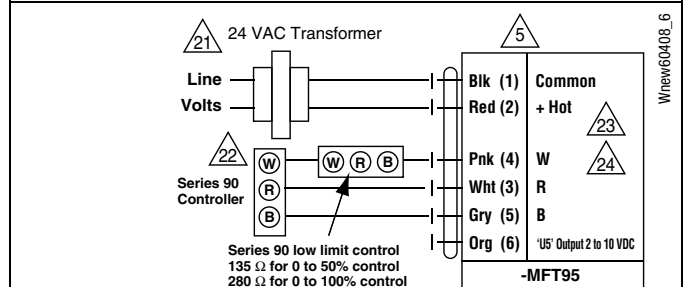 21
24 VAC Transformer
5
Wnew60408_6
Line
Volts
Blk (1) Common
Red (2) + Hot
23
22
Series 90
Controller
W
R
B
W R B
Pnk (4) W
24
Wht (3) R
Gry (5) B
Org (6) 'U5' Output 2 to 10 VDC
Series 90 low limit control
135 Ω for 0 to 50% control
280 Ω for 0 to 100% control
-MFT95